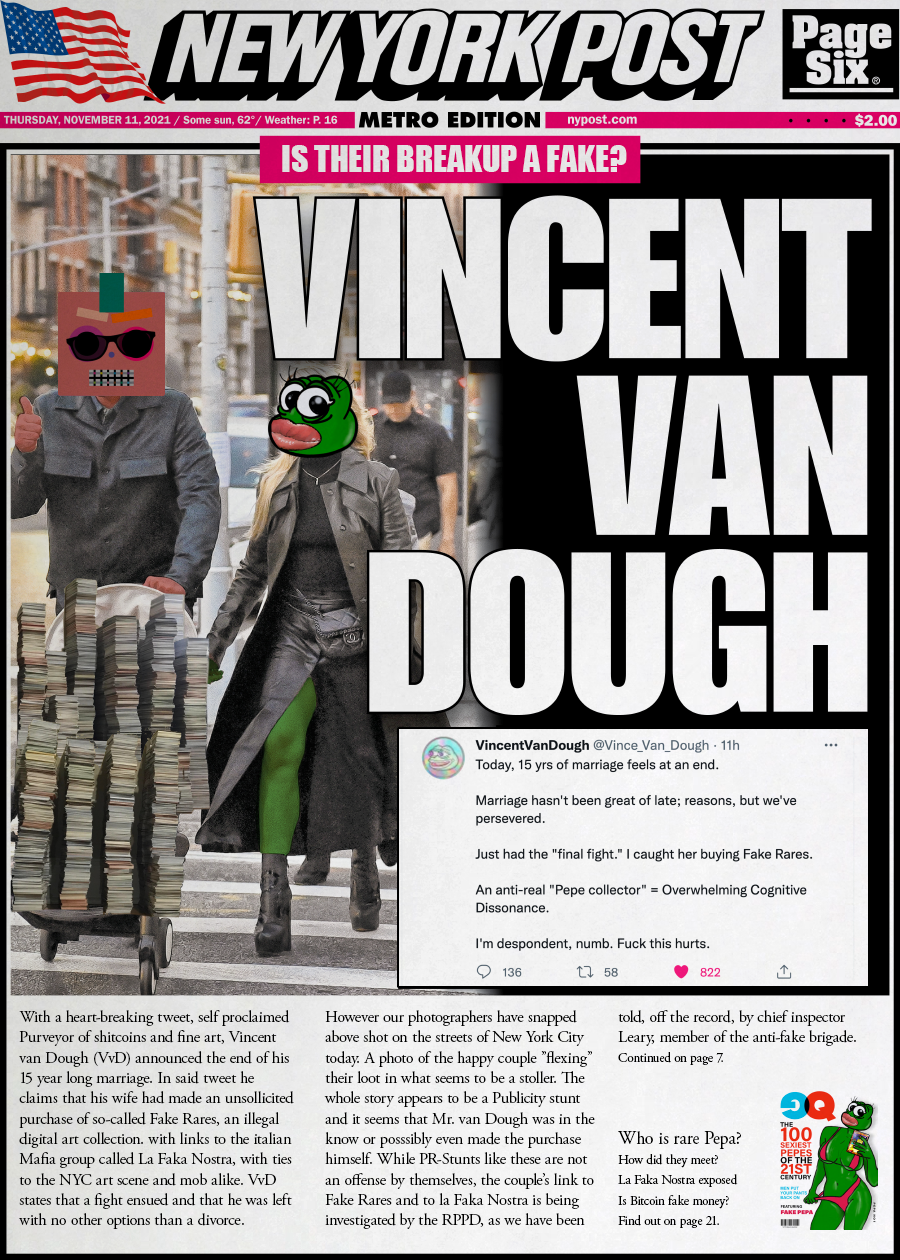 NEW YORK POST
Page
Six®
THURSDAY, NOVEMBER 11, 2021 / Some sun, 62°/ Weather: P. 16
METRO EDITION
nypost.com
$2.00
IS THEIR BREAKUP A FAKE?
VINCENT
VAN
DOUGH
VincentVanDough @Vince_Van_Dough · 11h
Today, 15 yrs of marriage feels at an end.
Marriage hasn't been great of late; reasons, but we've
persevered.
Just had the "final fight." I caught her buying Fake Rares.
An anti-real "Pepe collector" = Overwhelming Cognitive
Dissonance.
I'm despondent, numb. Fuck this hurts.
136 58 822
With a heart-breaking tweet, self proclaimed
Purveyor of shitcoins and fine art, Vincent
van Dough (VvD) announced the end of his
15 year long marriage. In said tweet he
claims that his wife had made an unsollicited
purchase of so-called Fake Rares, an illegal
digital art collection. with links to the italian
Mafia group called La Faka Nostra, with ties
to the NYC art scene and mob alike. VvD
states that a fight ensued and that he was left
with no other options than a divorce.
However our photographers have snapped
above shot on the streets of New York City
today. A photo of the happy couple ”flexing”
their loot in what seems to be a stoller. The
whole story appears to be a Publicity stunt
and it seems that Mr. van Dough was in the
know or posssibly even made the purchase
himself. While PR-Stunts like these are not
an offense by themselves, the couple’s link to
Fake Rares and to la Faka Nostra is being
investigated by the RPPD, as we have been
told, off the record, by chief inspector
Leary, member of the anti-fake brigade.
Continued on page 7.
Who is rare Pepa?
How did they meet?
La Faka Nostra exposed
Is Bitcoin fake money?
Find out on page 21.
GQ
THE
100
SEXIEST
PEPES
OF THE
21ST
CENTURY
MEN PUT
YOUR PANTS
BACK ON
FEATURING
FAKE PEPA